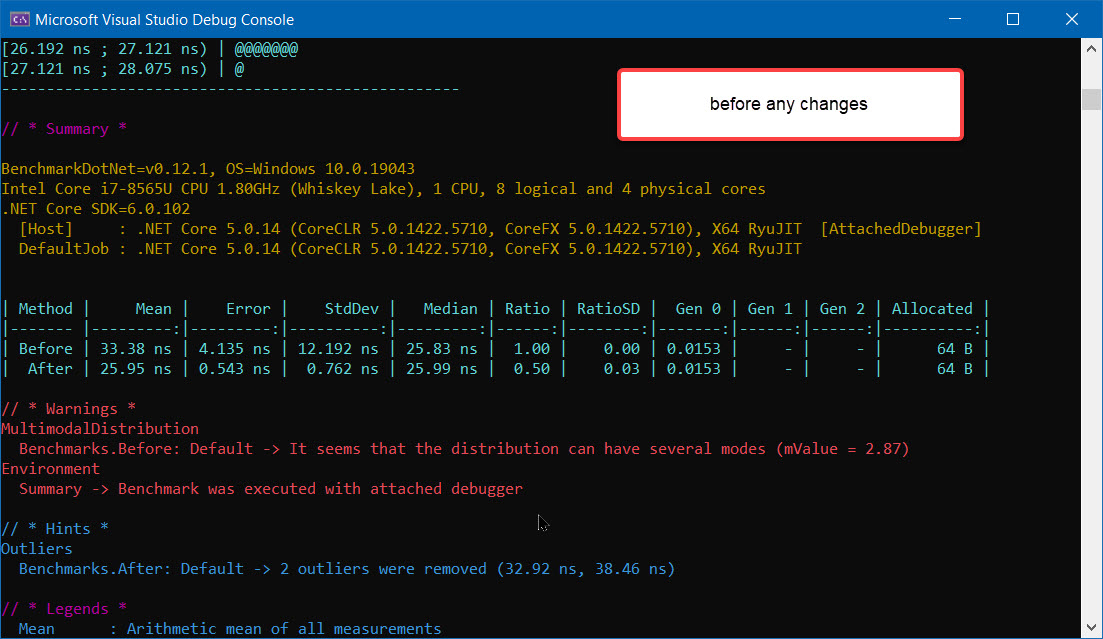 Microsoft Visual Studio Debug Console
[26.192 ns ; 27.121 ns) | @@@@@@@
[27.121 ns ; 28.075 ns) | @
---------------------------------------------------
before any changes
// * Summary *
BenchmarkDotNet=v0.12.1, OS=Windows 10.0.19043
Intel Core i7-8565U CPU 1.80GHz (Whiskey Lake), 1 CPU, 8 logical and 4 physical cores
.NET Core SDK=6.0.102
  [Host]     : .NET Core 5.0.14 (CoreCLR 5.0.1422.5710, CoreFX 5.0.1422.5710), X64 RyuJIT  [AttachedDebugger]
  DefaultJob : .NET Core 5.0.14 (CoreCLR 5.0.1422.5710, CoreFX 5.0.1422.5710), X64 RyuJIT
| Method |     Mean |    Error |    StdDev |   Median | Ratio | RatioSD |  Gen 0 | Gen 1 | Gen 2 | Allocated |
|------- |---------:|---------:|----------:|---------:|------:|--------:|-------:|------:|------:|----------:|
| Before | 33.38 ns | 4.135 ns | 12.192 ns | 25.83 ns |  1.00 |    0.00 | 0.0153 |     - |     - |      64 B |
|  After | 25.95 ns | 0.543 ns |  0.762 ns | 25.99 ns |  0.50 |    0.03 | 0.0153 |     - |     - |      64 B |
// * Warnings *
MultimodalDistribution
  Benchmarks.Before: Default -> It seems that the distribution can have several modes (mValue = 2.87)
Environment
  Summary -> Benchmark was executed with attached debugger
// * Hints *
Outliers
  Benchmarks.After: Default -> 2 outliers were removed (32.92 ns, 38.46 ns)
// * Legends *
  Mean      : Arithmetic mean of all measurements